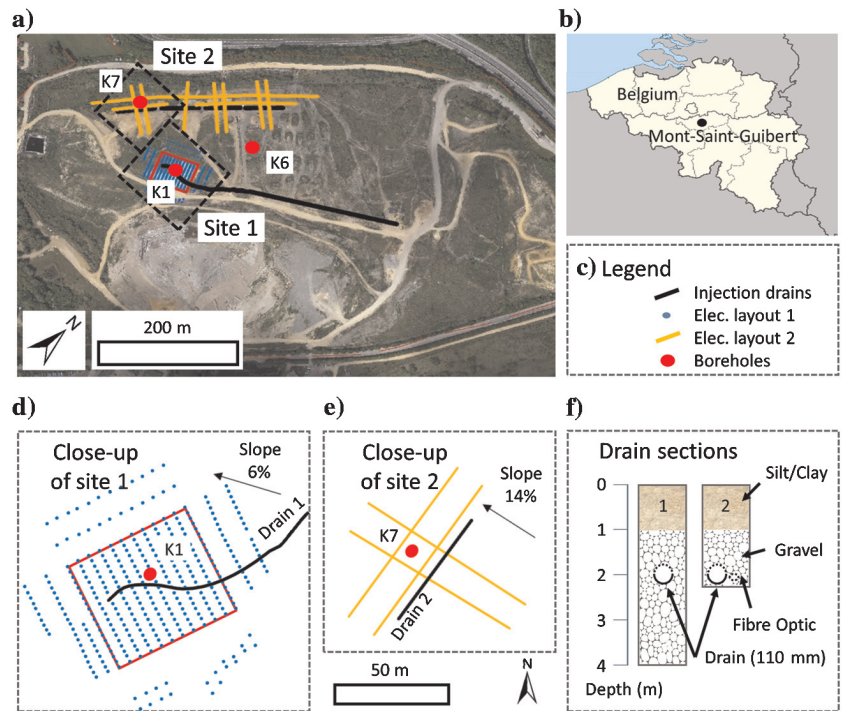 a)
Site 2
K7
K6
K1
Site 1
N
200 m
b)
Belgium
Mont-Saint-Guibert
c) Legend
Injection drains
Elec. layout 1
Elec. layout 2
Boreholes
d)
Close-up
of site 1
Slope
6%
Drain 1
K1
e)
Close-up
of site 2
Slope
14%
K7
Drain 2
50 m
N
f)
Drain sections
0
1
2
3
4
Depth (m)
1
2
Silt/Clay
Gravel
Fibre Optic
Drain (110 mm)